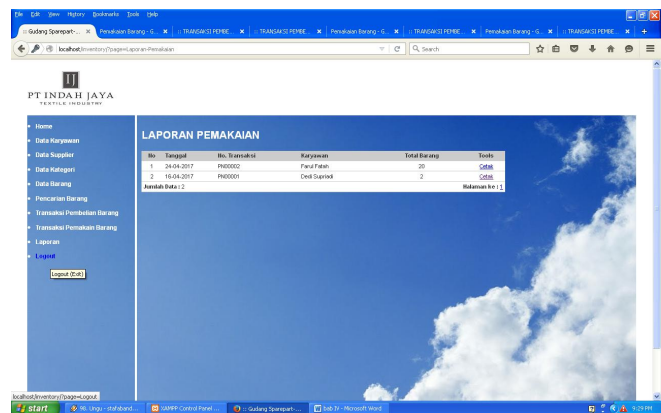 File Edit View History Bookmarks Tools Help
:: Gudang Sparepart-... × Pemakaian Barang - G... × :: TRANSAKSI PEMBE... × :: TRANSAKSI PEMBE... × Pemakaian Barang - G... × :: TRANSAKSI PEMBE... × Pemakaian Barang - G... × :: TRANSAKSI PEMBE... × +
localhost/inventory/?page=Laporan-Pemakaian
Search
IJ
PT INDAH JAYA
TEXTILE INDUSTRY
Home
Data Karyawan
Data Supplier
Data Kategori
Data Barang
Pencarian Barang
Transaksi Pembelian Barang
Transaksi Pemakain Barang
Laporan
Logout
Logout (Exit)
LAPORAN PEMAKAIAN
No Tanggal No. Transaksi Karyawan Total Barang Tools
1 24-04-2017 PN00002 Farul Fatah 20 Cetak
2 16-04-2017 PN00001 Dedi Supriadi 2 Cetak
Jumlah Data : 2 Halaman ke : 1
localhost/inventory/?page=Logout
start 98. Ungu - stafaband... XAMPP Control Panel ... :: Gudang Sparepart-... bab IV - Microsoft Word 9:29 PM